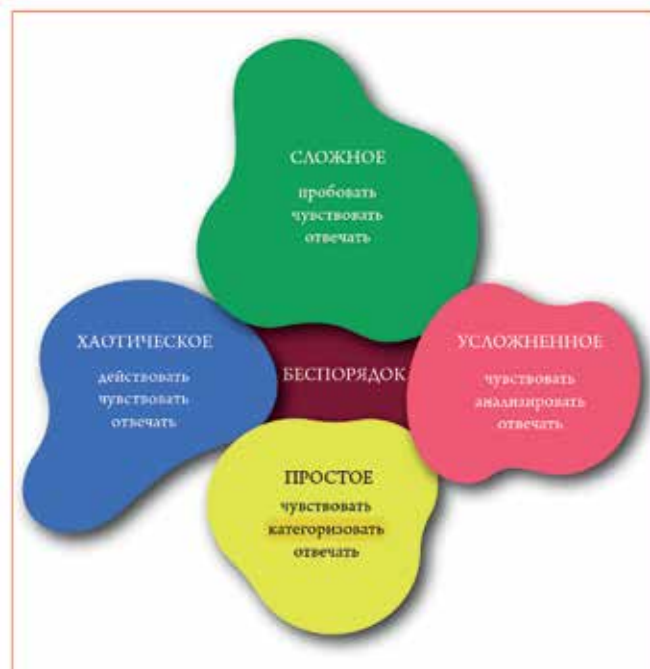 СЛОЖНОЕ
пробовать
чувствовать
отвечать
ХАОТИЧЕСКОЕ
действовать
чувствовать
отвечать
БЕСПОРЯДОК
УСЛОЖНЕННОЕ
чувствовать
анализировать
отвечать
ПРОСТОЕ
чувствовать
категоризовать
отвечать